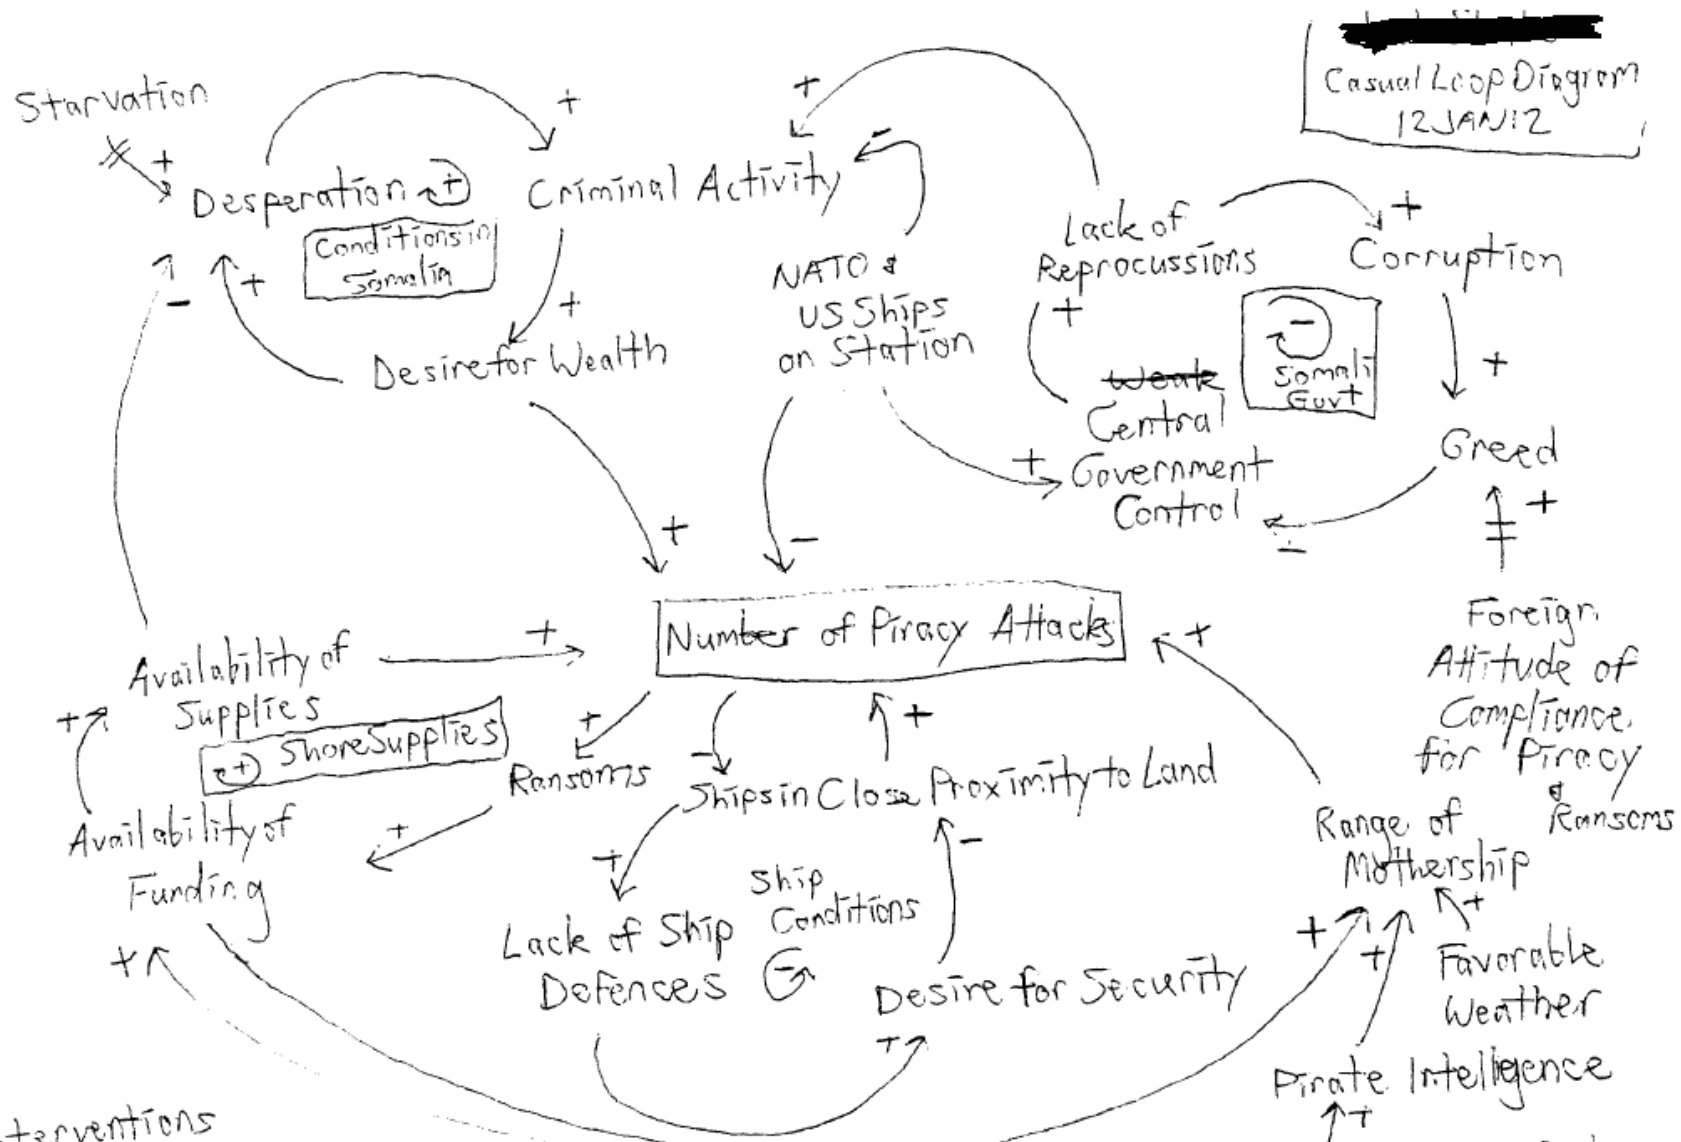 Casual Loop Diagram
12JAN12
Starvation
+
+
+
+
-
Desperation
+
Criminal Activity
Conditions in
Somalia
NATO &
US Ships
on Station
Lack of
Reprocussions
+
Corruption
-
+
+
+
-
Somali
Govt
+
Desire for Wealth
Weak
Central
Government
Control
+
-
Greed
+
+
-
Number of Piracy Attacks
Foreign
Attitude of
Compliance
for Piracy
&
Ransoms
+
+
Availability of
Supplies
+
+ Shore Supplies
+
-
+
Ransoms
Ships in Close Proximity to Land
Availability of
Funding
+
+
-
Range of
Mothership
Ship
Conditions
-
Lack of Ship
Defences
Desire for Security
+
+
+
+
+
Favorable
Weather
Pirate Intelligence
+
nterventions